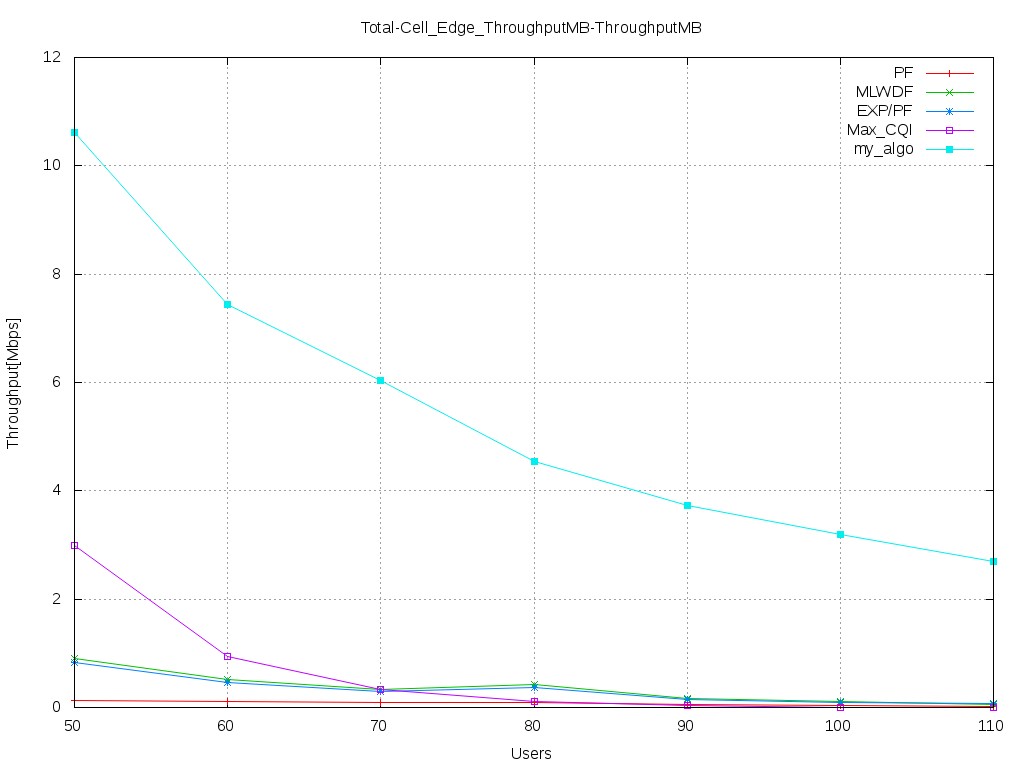 Total-Cell_Edge_ThroughputMB-ThroughputMB
12
10
8
6
4
2
0
Throughput[Mbps]
PF
MLWDF
EXP/PF
Max_CQI
my_algo
50 60 70 80 90 100 110
Users